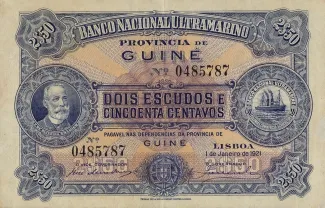 2$50 BANCO NACIONAL ULTRAMARINO 2$50
PROVINCIA DE
GUINÉ
Nº 0485787
DOIS ESCUDOS E
CINCOENTA CENTAVOS
PAGAVEL NAS DEPENDENCIAS DA PROVINCIA DE
GUINÉ
Nº 0485787
LISBOA
1 de Janeiro de 1921
2$50 2$50